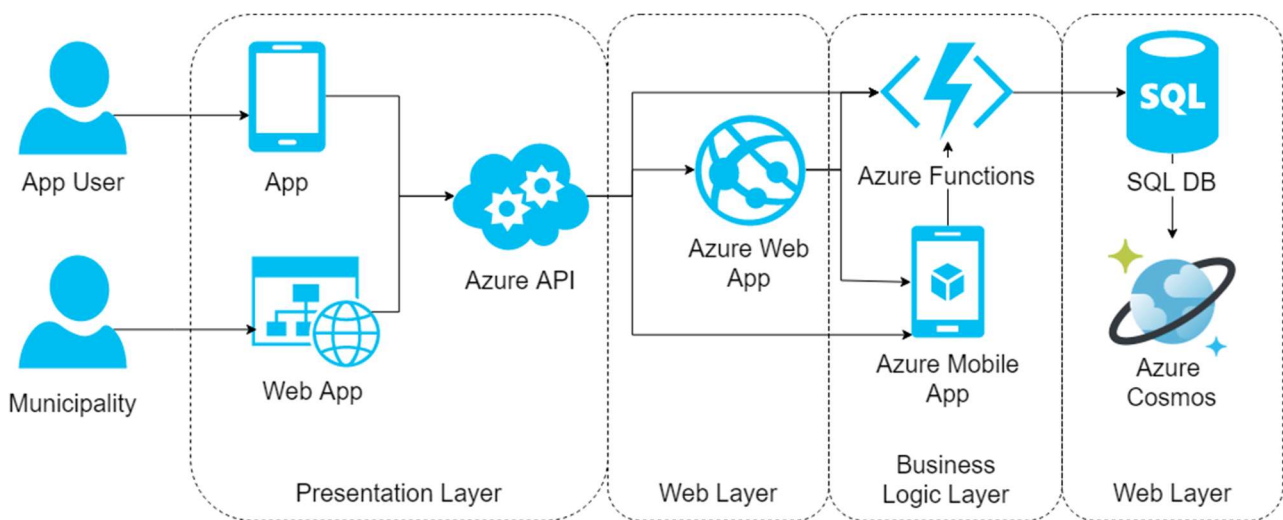 App User
App
Azure API
Azure Web
App
Azure Functions
SQL
SQL DB
Municipality
Web App
Azure Mobile
App
Azure
Cosmos
Presentation Layer
Web Layer
Business
Logic Layer
Web Layer